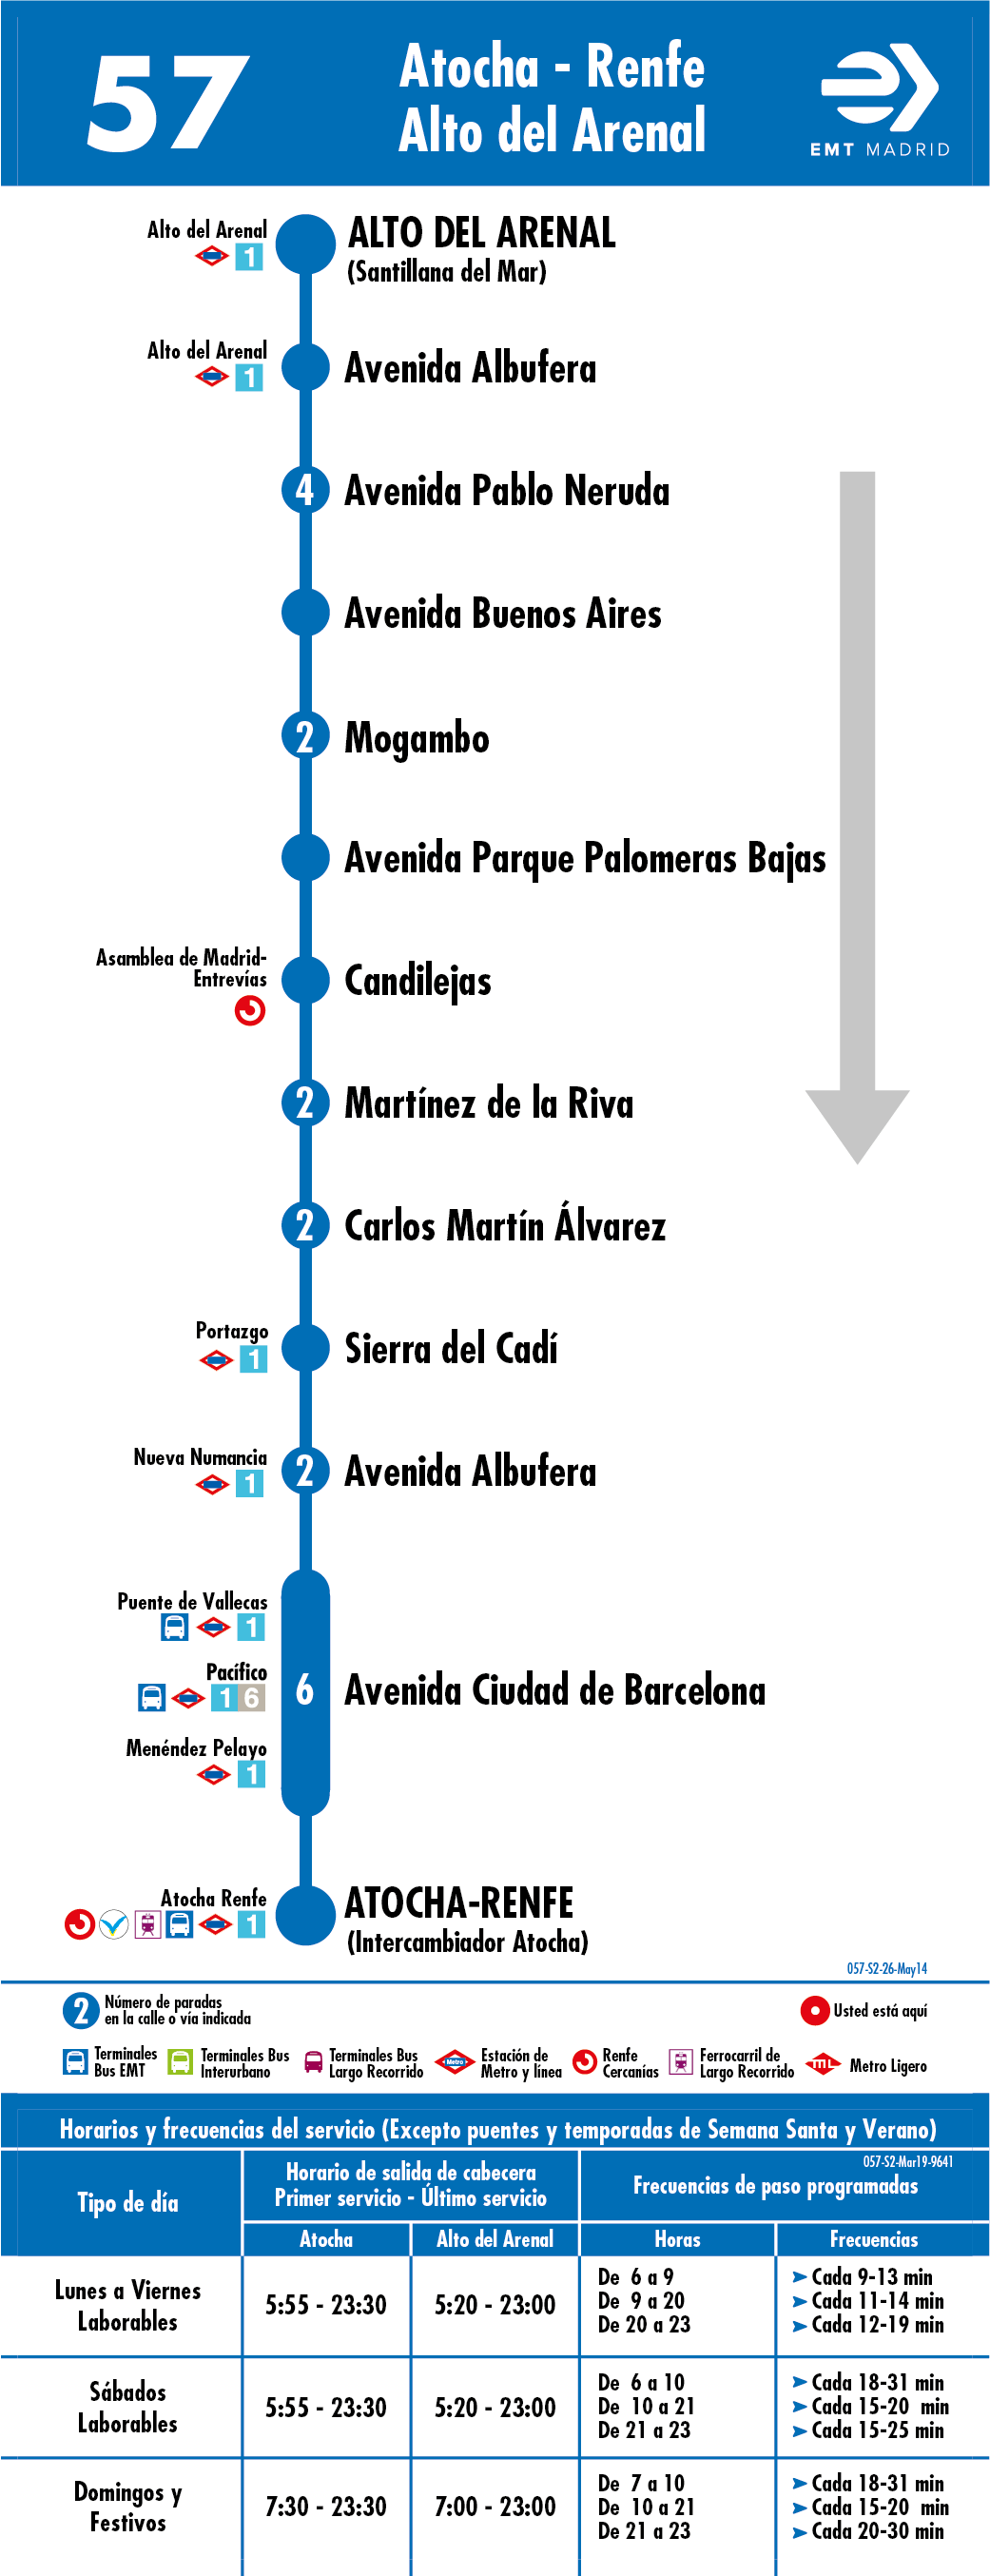 57
Atocha - Renfe
Alto del Arenal
EMT MADRID
Alto del Arenal
1
ALTO DEL ARENAL
(Santillana del Mar)
Alto del Arenal
1
Avenida Albufera
4 Avenida Pablo Neruda
Avenida Buenos Aires
2 Mogambo
Avenida Parque Palomeras Bajas
Asamblea de Madrid-
Entrevías
Candilejas
2 Martínez de la Riva
2 Carlos Martín Álvarez
Portazgo
1
Sierra del Cadí
Nueva Numancia
1
2 Avenida Albufera
Puente de Vallecas
1
Pacífico
1 6
Menéndez Pelayo
1
6 Avenida Ciudad de Barcelona
Atocha Renfe
1
ATOCHA-RENFE
(Intercambiador Atocha)
057-S2-26-May14
2 Número de paradas
en la calle o vía indicada
Usted está aquí
Terminales
Bus EMT
Terminales Bus
Interurbano
Terminales Bus
Largo Recorrido
Metro
Estación de
Metro y línea
Renfe
Cercanías
Ferrocarril de
Largo Recorrido
ML
Metro Ligero
Horarios y frecuencias del servicio (Excepto puentes y temporadas de Semana Santa y Verano)
057-S2-Mar19-9641
Tipo de día
Horario de salida de cabecera
Primer servicio - Último servicio
Frecuencias de paso programadas
Atocha Alto del Arenal Horas Frecuencias
Lunes a Viernes
Laborables
5:55 - 23:30 5:20 - 23:00
De 6 a 9 Cada 9-13 min
De 9 a 20 Cada 11-14 min
De 20 a 23 Cada 12-19 min
Sábados
Laborables
5:55 - 23:30 5:20 - 23:00
De 6 a 10 Cada 18-31 min
De 10 a 21 Cada 15-20 min
De 21 a 23 Cada 15-25 min
Domingos y
Festivos
7:30 - 23:30 7:00 - 23:00
De 7 a 10 Cada 18-31 min
De 10 a 21 Cada 15-20 min
De 21 a 23 Cada 20-30 min